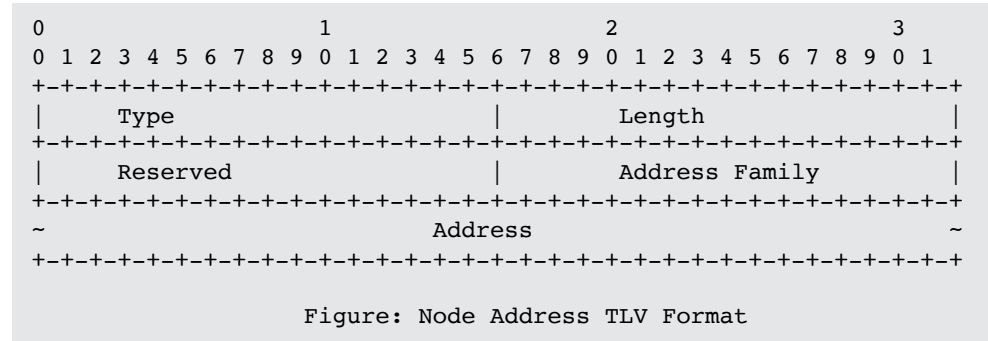 0                   1                   2                   3
0 1 2 3 4 5 6 7 8 9 0 1 2 3 4 5 6 7 8 9 0 1 2 3 4 5 6 7 8 9 0 1
+-+-+-+-+-+-+-+-+-+-+-+-+-+-+-+-+-+-+-+-+-+-+-+-+-+-+-+-+-+-+-+-+
|     Type                      |        Length                 |
+-+-+-+-+-+-+-+-+-+-+-+-+-+-+-+-+-+-+-+-+-+-+-+-+-+-+-+-+-+-+-+-+
|     Reserved                  |        Address Family         |
+-+-+-+-+-+-+-+-+-+-+-+-+-+-+-+-+-+-+-+-+-+-+-+-+-+-+-+-+-+-+-+-+
~                           Address                             ~
+-+-+-+-+-+-+-+-+-+-+-+-+-+-+-+-+-+-+-+-+-+-+-+-+-+-+-+-+-+-+-+-+
Figure: Node Address TLV Format